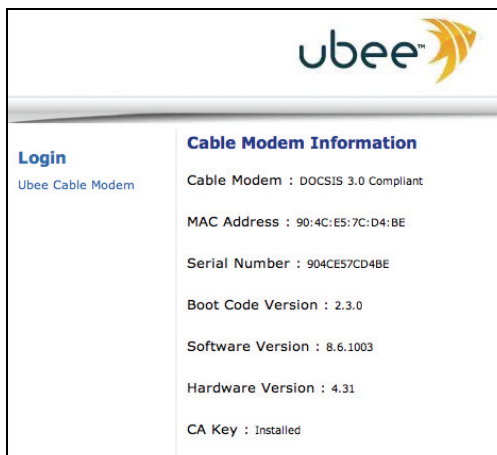 ubee™
Login
Ubee Cable Modem
Cable Modem Information
Cable Modem : DOCSIS 3.0 Compliant
MAC Address : 90:4C:E5:7C:D4:BE
Serial Number : 904CE57CD4BE
Boot Code Version : 2.3.0
Software Version : 8.6.1003
Hardware Version : 4.31
CA Key : Installed